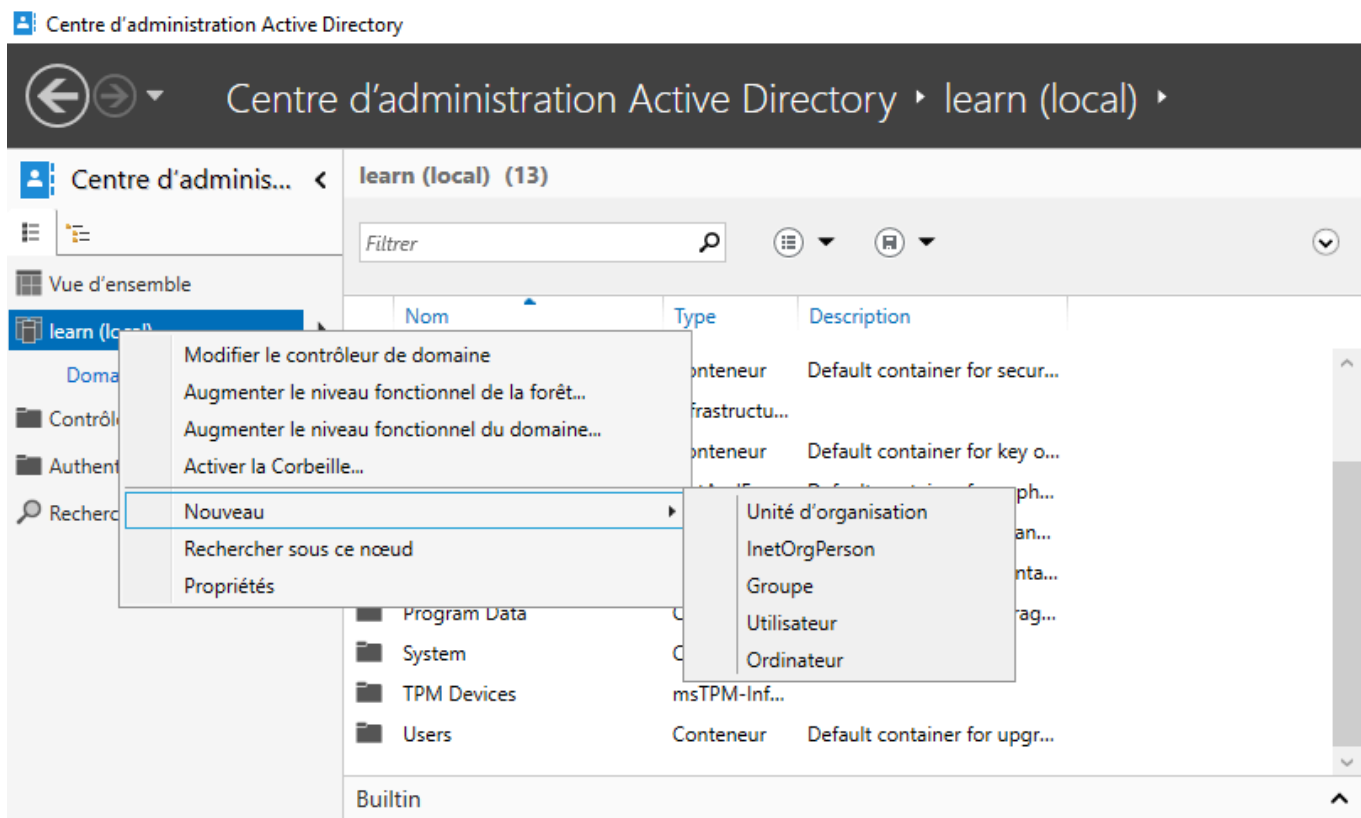 Centre d'administration Active Directory
Centre d'administration Active Directory ‣ learn (local) ‣
Centre d'adminis...
learn (local) (13)
Filtrer
Vue d'ensemble
learn
Nom
Type
Description
Modifier le contrôleur de domaine
Conteneur
Default container for secur...
Augmenter le niveau fonctionnel de la forêt...
Augmenter le niveau fonctionnel du domaine...
Default container for key o...
Activer la Corbeille...
Nouveau
Unité d'organisation
Rechercher sous ce nœud
InetOrgPerson
Propriétés
Groupe
Program Data
Utilisateur
System
Ordinateur
TPM Devices
msTPM-Inf...
Users
Conteneur
Default container for upgr...
Builtin